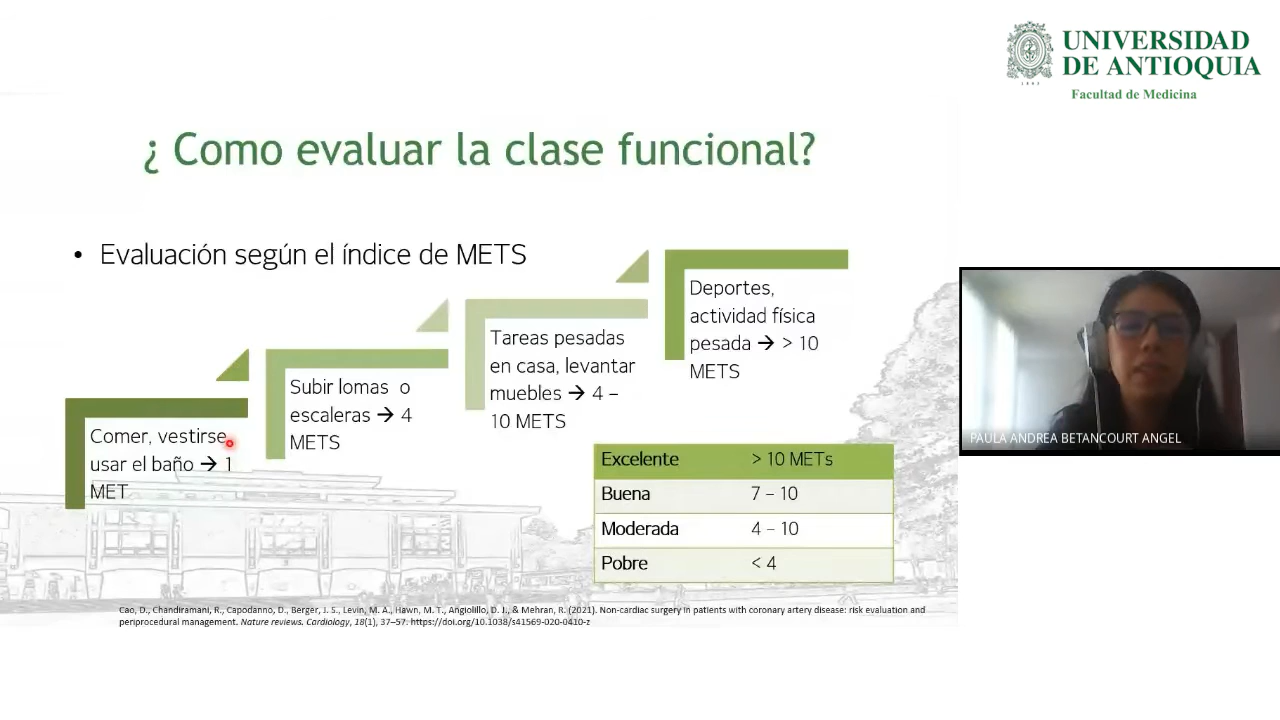 UNIVERSIDAD
DE ANTIOQUIA
Facultad de Medicina
1803
¿ Como evaluar la clase funcional?
• Evaluación según el índice de METS
Comer, vestirse,
usar el baño → 1
MET
Subir lomas o
escaleras → 4
METS
Tareas pesadas
en casa, levantar
muebles → 4 –
10 METS
Deportes,
actividad física
pesada → > 10
METS
Excelente > 10 METs
Buena 7 – 10
Moderada 4 – 10
Pobre < 4
Cao, D., Chandiramani, R., Capodanno, D., Berger, J. S., Levin, M. A., Hawn, M. T., Angiolillo, D. J., & Mehran, R. (2021). Non-cardiac surgery in patients with coronary artery disease: risk evaluation and
periprocedural management. Nature reviews. Cardiology, 18(1), 37–57. https://doi.org/10.1038/s41569-020-0410-z
PAULA ANDREA BETANCOURT ANGEL